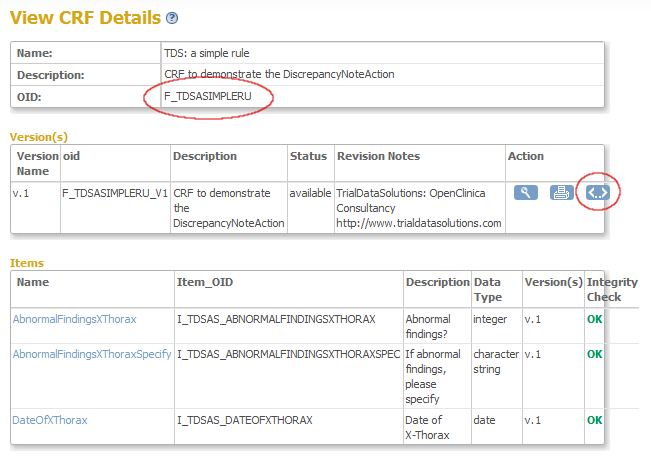 View CRF Details ?
Name: TDS: a simple rule
Description: CRF to demonstrate the DiscrepancyNoteAction
OID: F_TDSASIMPLERU
Version(s)
Version Name oid Description Status Revision Notes Action
v.1 F_TDSASIMPLERU_V1 CRF to demonstrate the DiscrepancyNoteAction available TrialDataSolutions: OpenClinica Consultancy http://www.trialdatasolutions.com <...>
Items
Name Item_OID Description Data Type Version(s) Integrity Check
AbnormalFindingsXThorax I_TDSAS_ABNORMALFINDINGSXTHORAX Abnormal findings? integer v.1 OK
AbnormalFindingsXThoraxSpecify I_TDSAS_ABNORMALFINDINGSXTHORAXSPEC If abnormal findings, please specify character string v.1 OK
DateOfXThorax I_TDSAS_DATEOFXTHORAX Date of X-Thorax date v.1 OK